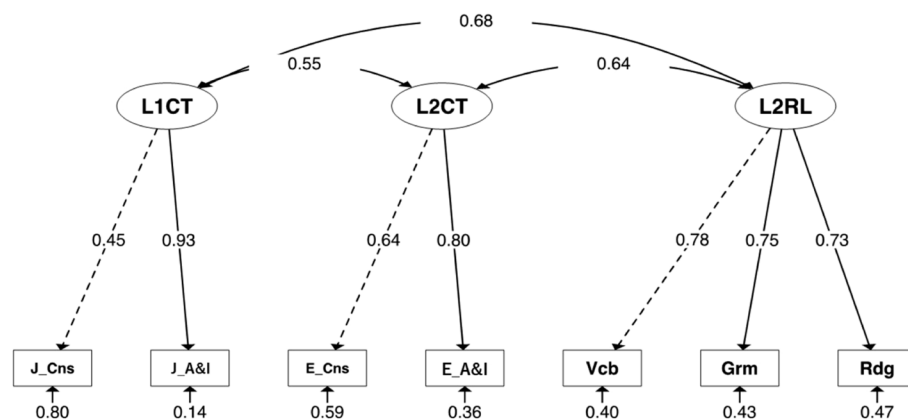 0.68
0.55 0.64
L1CT L2CT L2RL
0.45 0.93 0.64 0.80 0.78 0.75 0.73
J_Cns J_A&I E_Cns E_A&I Vcb Grm Rdg
0.80 0.14 0.59 0.36 0.40 0.43 0.47